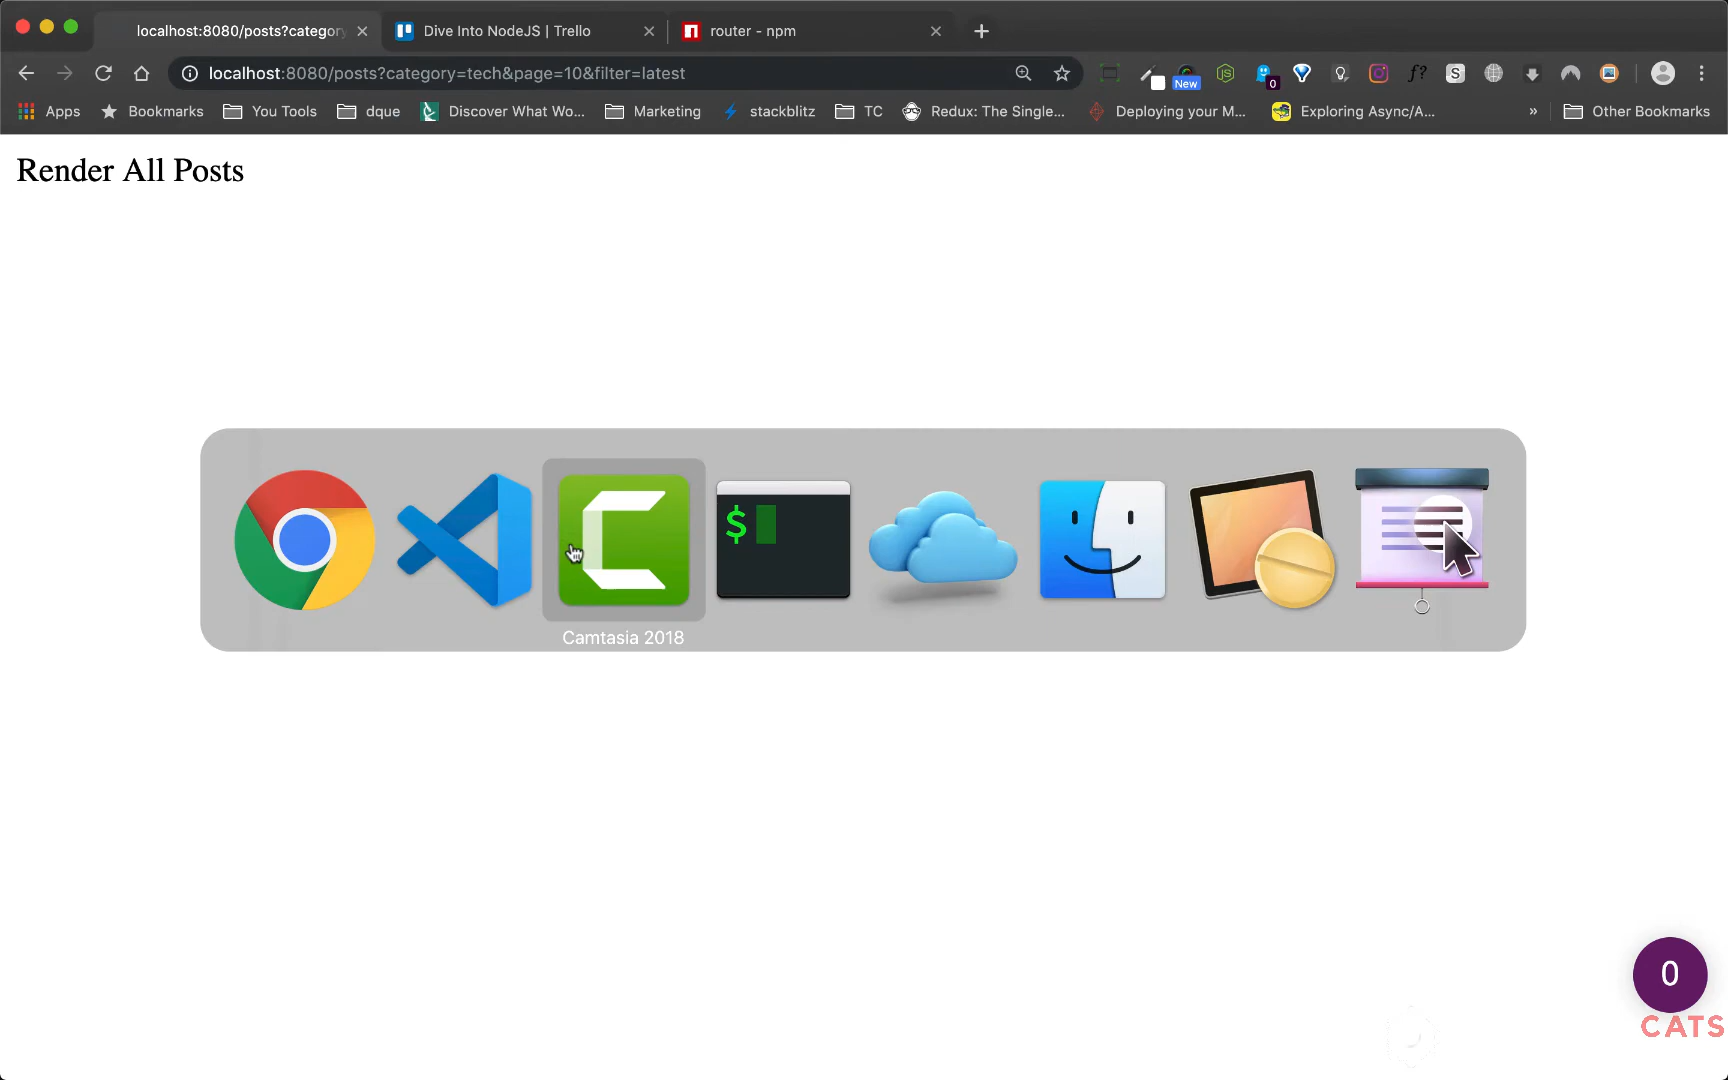 localhost:8080/posts?categor
Dive Into NodeJS | Trello
router - npm
localhost:8080/posts?category=tech&page=10&filter=latest
New
0
f?
S
Apps
Bookmarks
You Tools
dque
Discover What Wo...
Marketing
stackblitz
TC
Redux: The Single...
Deploying your M...
Exploring Async/A...
»
Other Bookmarks
Render All Posts
$
Camtasia 2018
0
CATS